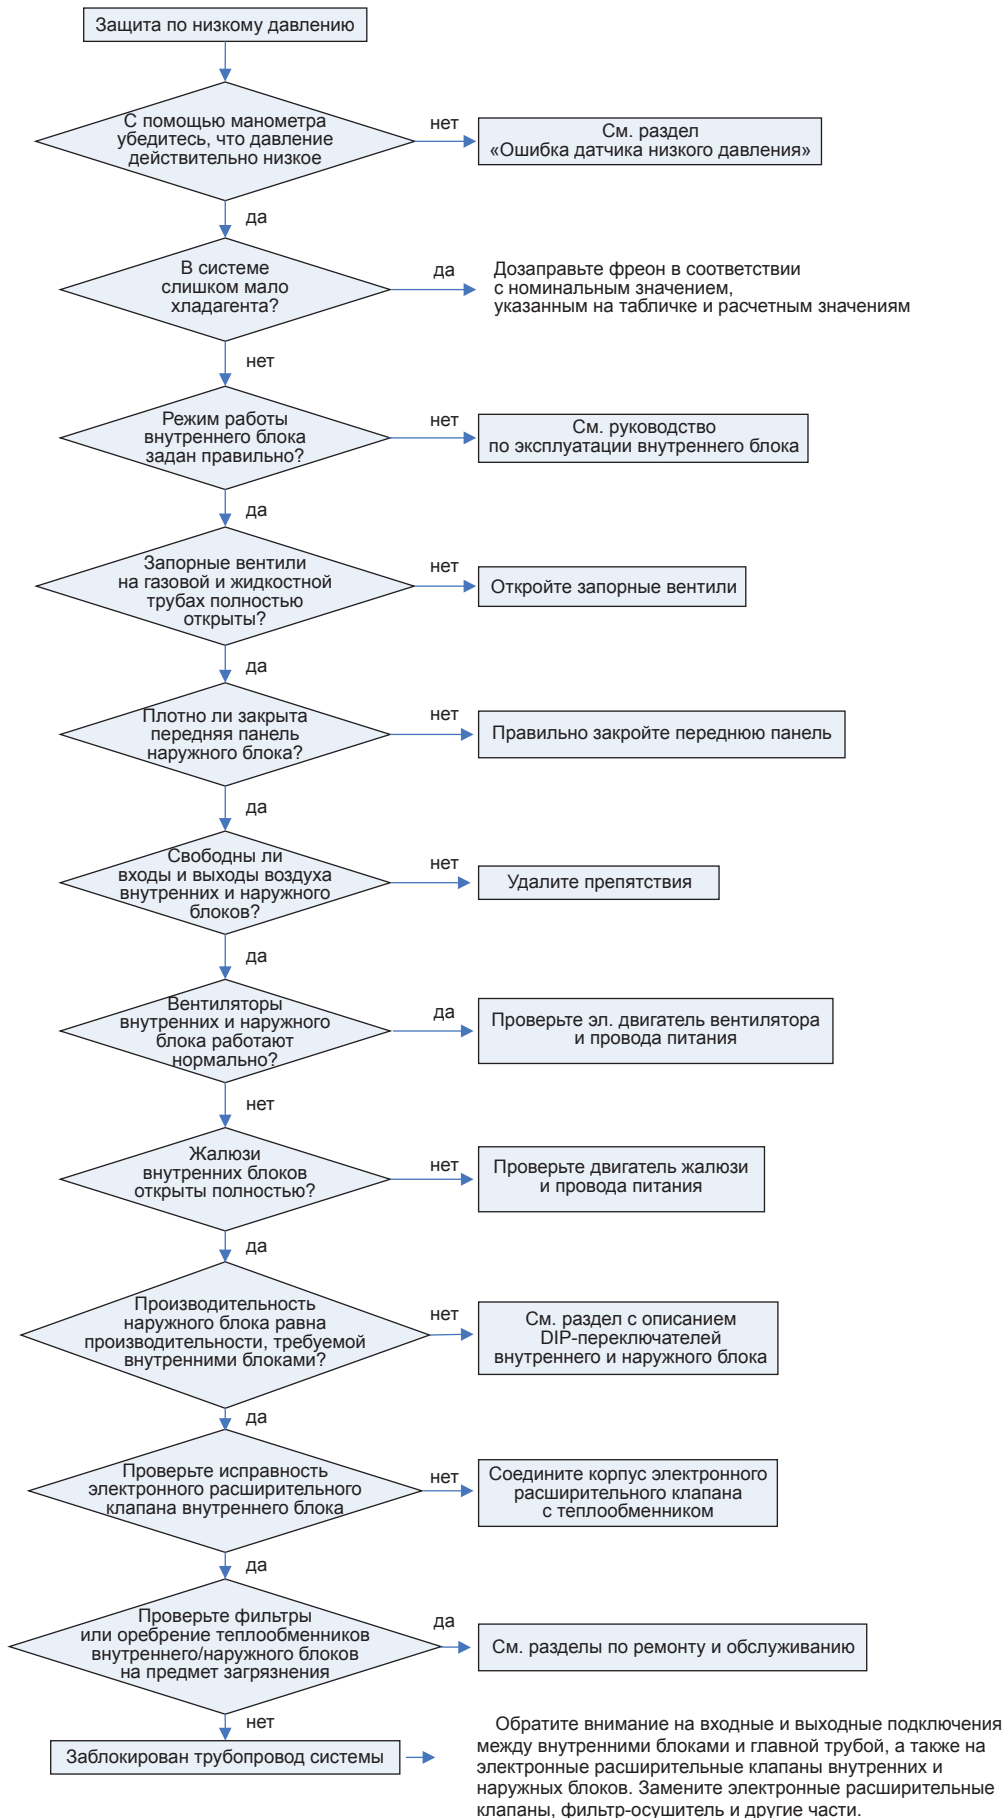 Защита по низкому давлению
С помощью манометра
убедитесь, что давление
действительно низкое
нет
См. раздел
«Ошибка датчика низкого давления»
да
В системе
слишком мало
хладагента?
да
Дозаправьте фреон в соответствии
с номинальным значением,
указанным на табличке и расчетным значениям
нет
Режим работы
внутреннего блока
задан правильно?
нет
См. руководство
по эксплуатации внутреннего блока
да
Запорные вентили
на газовой и жидкостной
трубах полностью
открыты?
нет
Откройте запорные вентили
да
Плотно ли закрыта
передняя панель
наружного блока?
нет
Правильно закройте переднюю панель
да
Свободны ли
входы и выходы воздуха
внутренних и наружного
блоков?
нет
Удалите препятствия
да
Вентиляторы
внутренних и наружного
блока работают
нормально?
да
Проверьте эл. двигатель вентилятора
и провода питания
нет
Жалюзи
внутренних блоков
открыты полностью?
нет
Проверьте двигатель жалюзи
и провода питания
да
Производительность
наружного блока равна
производительности, требуемой
внутренними блоками?
нет
См. раздел с описанием
DIP-переключателей
внутреннего и наружного блока
да
Проверьте исправность
электронного расширительного
клапана внутреннего блока
нет
Соедините корпус электронного
расширительного клапана
с теплообменником
да
Проверьте фильтры
или оребрение теплообменников
внутреннего/наружного блоков
на предмет загрязнения
да
См. разделы по ремонту и обслуживанию
нет
Заблокирован трубопровод системы
Обратите внимание на входные и выходные подключения
между внутренними блоками и главной трубой, а также на
электронные расширительные клапаны внутренних и
наружных блоков. Замените электронные расширительные
клапаны, фильтр-осушитель и другие части.